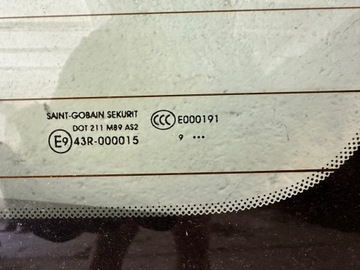 SAINT-GOBAIN SEKURIT
DOT 211 M89 AS2
E9 43R-000015
CCC E000191
9 ...